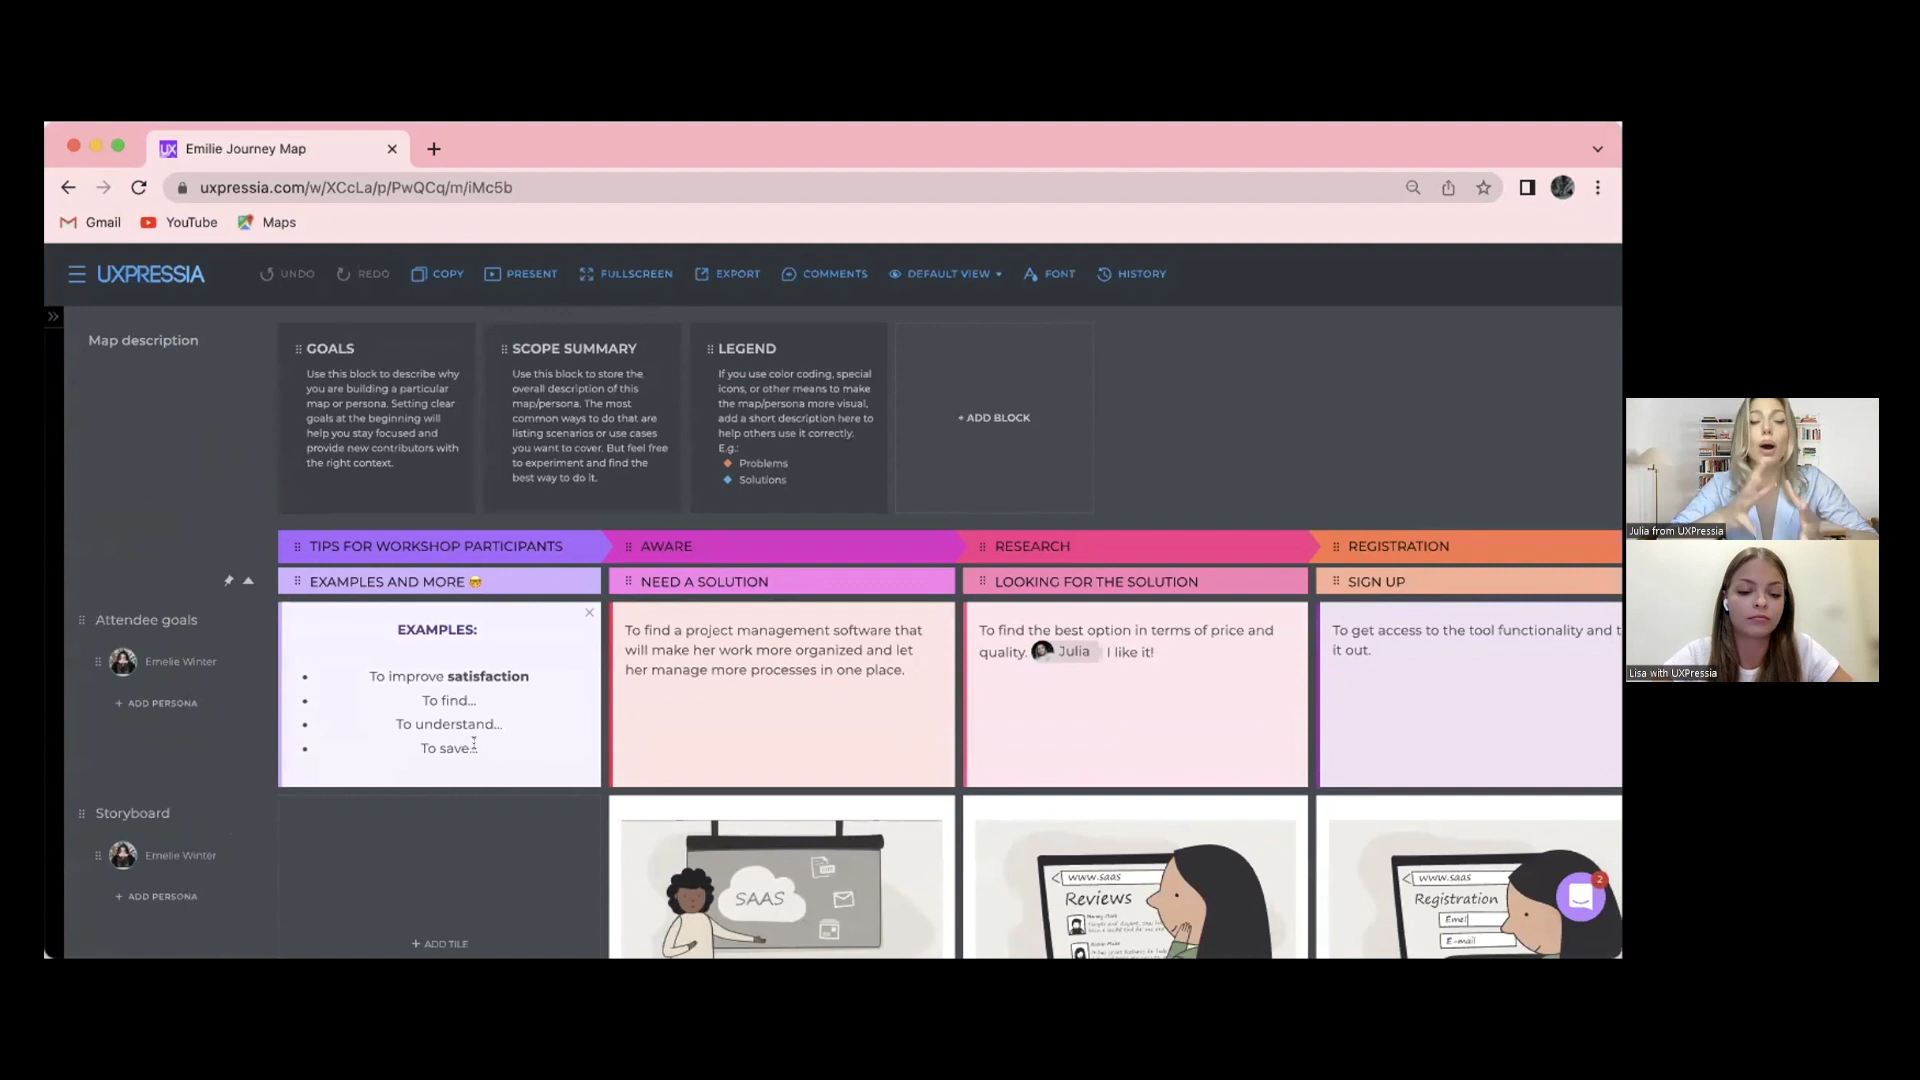 Emilie Journey Map
uxpressia.com/w/XCcLa/p/PwQCq/m/iMc5b
Gmail YouTube Maps
UXPRESSIA UNDO REDO COPY PRESENT FULLSCREEN EXPORT COMMENTS DEFAULT VIEW FONT HISTORY
Map description
GOALS
Use this block to describe why
you are building a particular
map or persona. Setting clear
goals at the beginning will
help you stay focused and
provide new contributors with
the right context.
SCOPE SUMMARY
Use this block to store the
overall description of this
map/persona. The most
common ways to do that are
listing scenarios or use cases
you want to cover. But feel free
to experiment and find the
best way to do it.
LEGEND
If you use color coding, special
icons, or other means to make
the map/persona more visual,
add a short description here to
help others use it correctly.
E.g.:
Problems
Solutions
+ ADD BLOCK
TIPS FOR WORKSHOP PARTICIPANTS
AWARE
RESEARCH
REGISTRATION
EXAMPLES AND MORE
NEED A SOLUTION
LOOKING FOR THE SOLUTION
SIGN UP
Attendee goals
Emelie Winter
+ ADD PERSONA
EXAMPLES:
• To improve satisfaction
• To find...
• To understand...
• To save...
To find a project management software that
will make her work more organized and let
her manage more processes in one place.
To find the best option in terms of price and
quality. Julia I like it!
To get access to the tool functionality and t
it out.
Storyboard
Emelie Winter
+ ADD PERSONA
+ ADD TILE
SAAS
www.saas
Reviews
www.saas
Registration
Emel
E-mail
2
Julia from UXPressia
Lisa with UXPressia